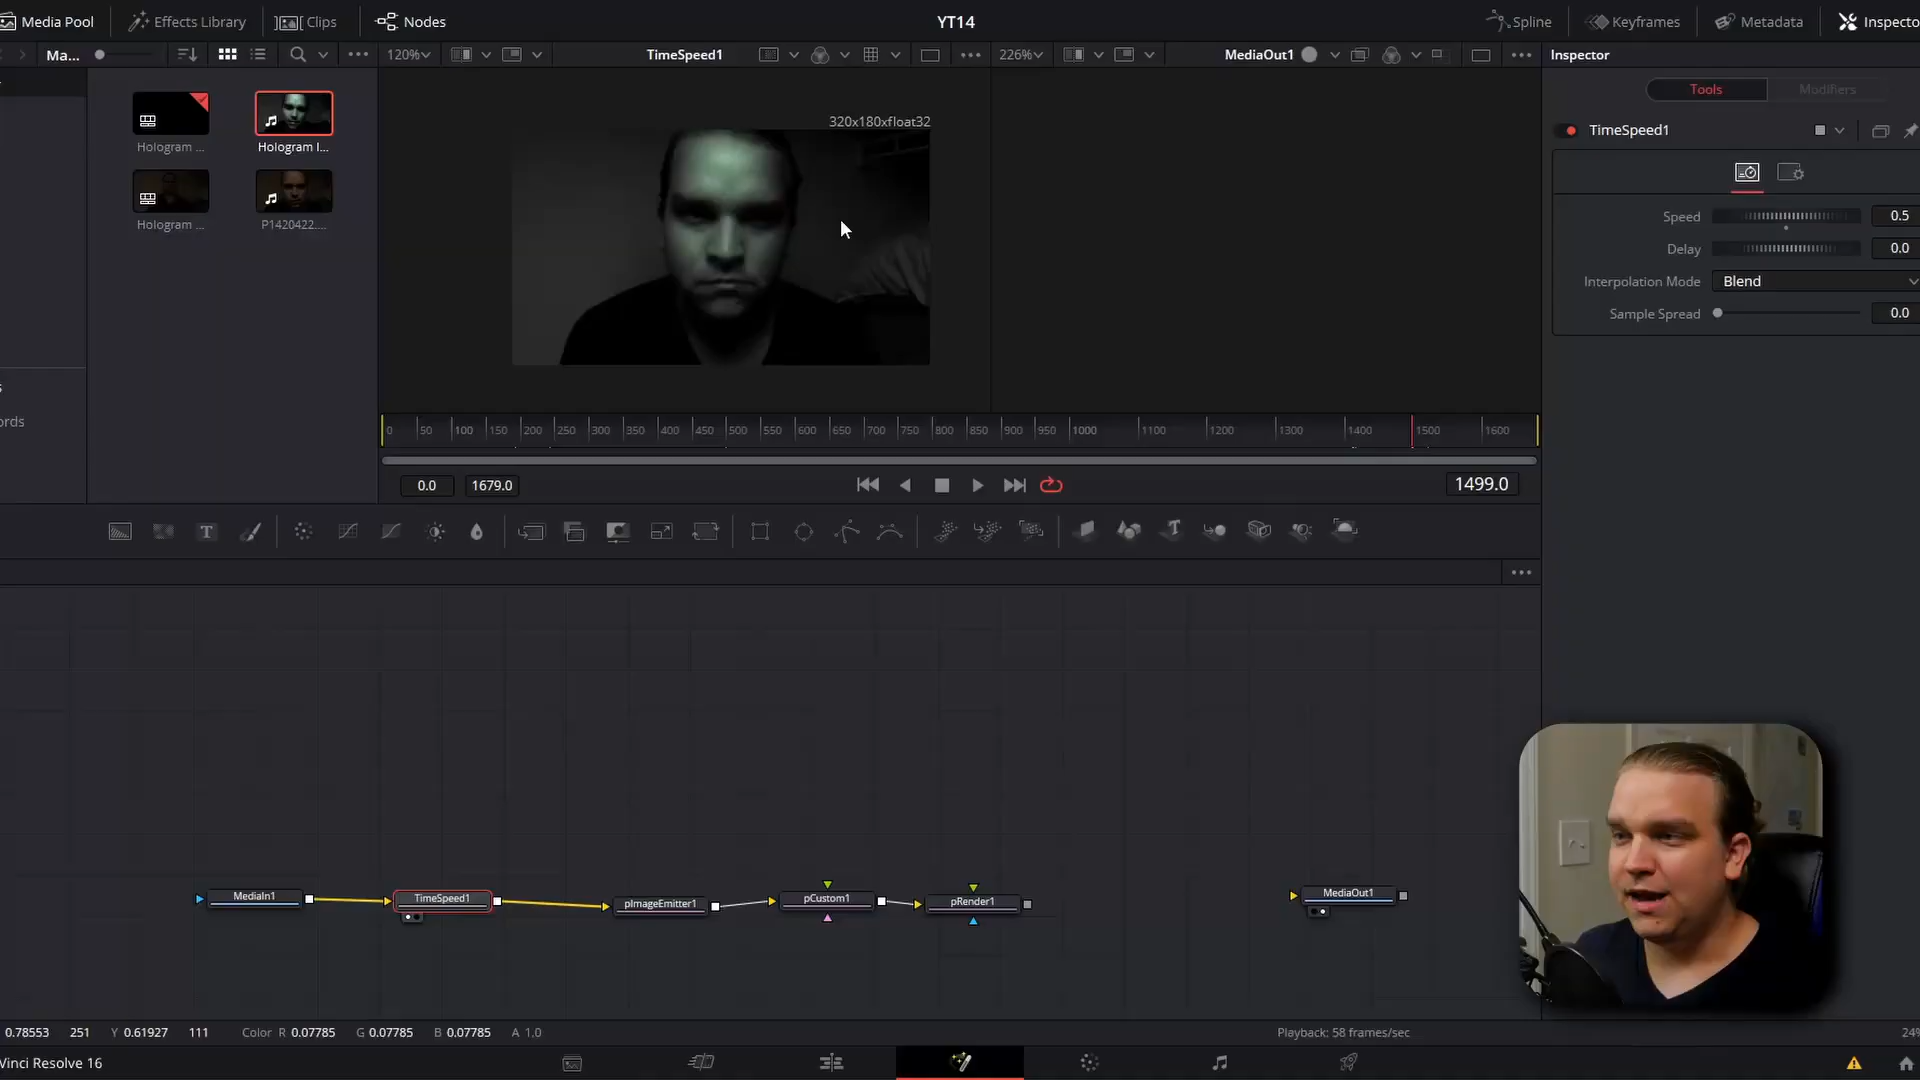 Media Pool Effects Library Clips Nodes YT14 Spline Keyframes Metadata Inspecto
Ma... 120% TimeSpeed1 226% MediaOut1 Inspector
Tools Modifiers
320x180xfloat32
TimeSpeed1
Hologram ... Hologram I...
Hologram ... P1420422....
Speed 0.5
Delay 0.0
Interpolation Mode Blend
Sample Spread 0.0
s
ords
0 50 100 150 200 250 300 350 400 450 500 550 600 650 700 750 800 850 900 950 1000 1100 1200 1300 1400 1500 1600
0.0 1679.0 1499.0
T T
MediaIn1 TimeSpeed1 pImageEmitter1 pCustom1 pRender1 MediaOut1
0.78553 251 Y 0.61927 111 Color R 0.07785 G 0.07785 B 0.07785 A 1.0 Playback: 58 frames/sec 24%
Vinci Resolve 16